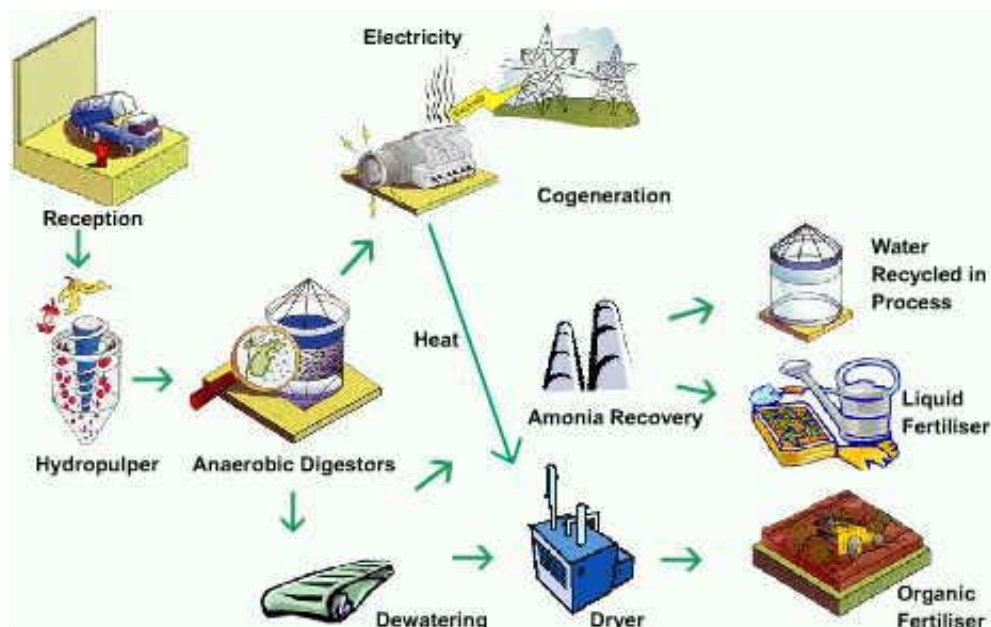 Electricity
Reception
Cogeneration
Water
Recycled in
Process
Heat
Amonia Recovery
Liquid
Fertiliser
Hydropulper
Anaerobic Digestors
Dewatering
Dryer
Organic
Fertiliser